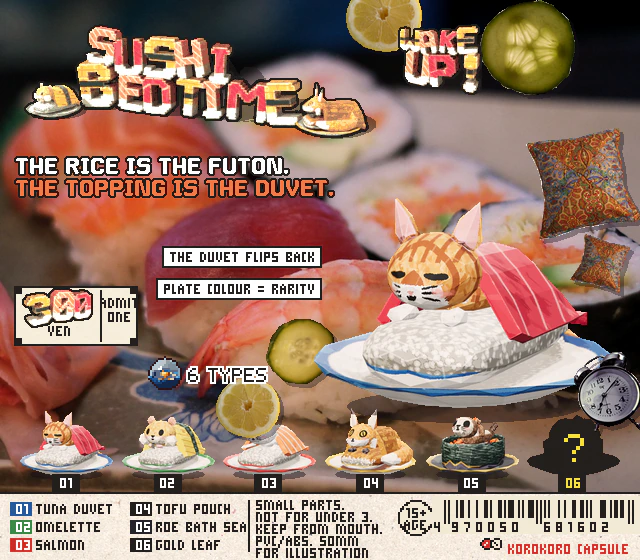 SUSHI
BEDTIME
WAKE
UP!
THE RICE IS THE FUTON.
THE TOPPING IS THE DUVET.
THE DUVET FLIPS BACK
PLATE COLOUR = RARITY
300
YEN
ADMIT
ONE
6 TYPES
?
01
02
03
04
05
06
01 TUNA DUVET
02 OMELETTE
03 SALMON
04 TOFU POUCH
05 ROE BATH SEA
06 GOLD LEAF
SMALL PARTS.
NOT FOR UNDER 3.
KEEP FROM MOUTH.
PVC/ABS. 50MM
FOR ILLUSTRATION
15+
AGE
4 970050 681602
KOROKORO CAPSULE